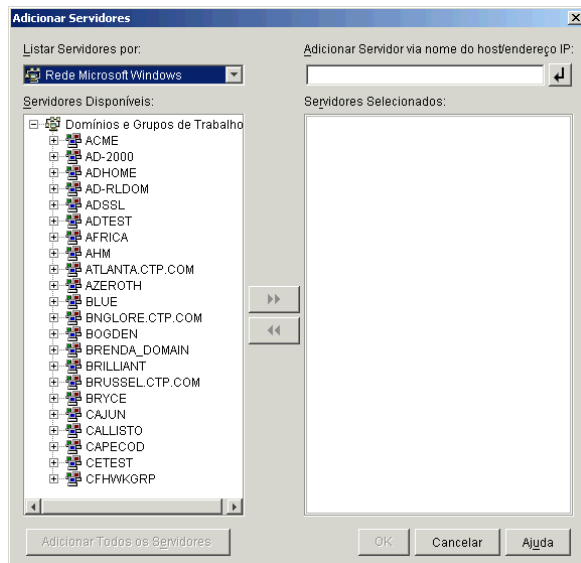 Adicionar Servidores
Listar Servidores por:
Rede Microsoft Windows
Adicionar Servidor via nome do host/endereço IP:
Servidores Disponíveis:
Domínios e Grupos de Trabalho
ACME
AD-2000
ADHOME
AD-RLDOM
ADSSL
ADTEST
AFRICA
AHM
ATLANTA.CTP.COM
AZEROTH
BLUE
BNGLORE.CTP.COM
BOGDEN
BRENDA_DOMAIN
BRILLIANT
BRUSSEL.CTP.COM
BRYCE
CAJUN
CALLISTO
CAPECOD
CETEST
CFHWKGRP
Servidores Selecionados:
Adicionar Todos os Servidores
OK
Cancelar
Ajuda